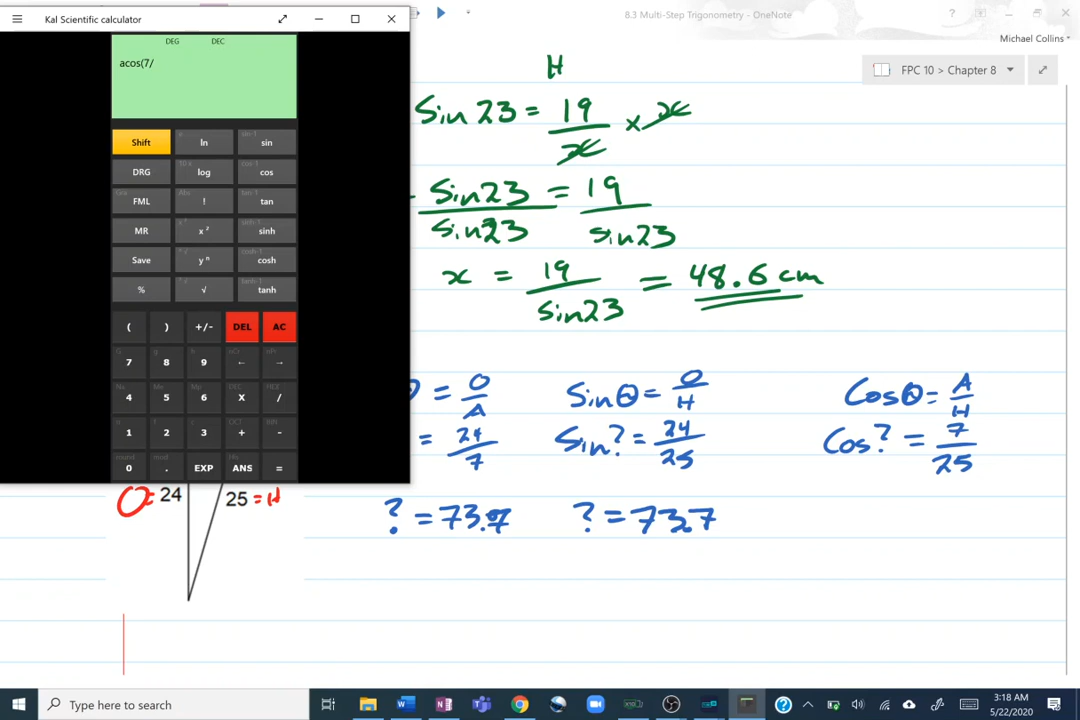 Kal Scientific calculator
8.3 Multi-Step Trigonometry - OneNote
Michael Collins
FPC 10 > Chapter 8
DEG DEC
acos(7/
Shift ln sin
DRG log cos
FML ! tan
MR x² sinh
Save yⁿ cosh
% √ tanh
( ) +/- DEL AC
7 8 9 ← →
4 5 6 X /
1 2 3 + -
0 . EXP ANS =
H
Sin 23 = 19/x × x
Sin23/sin23 = 19/sin23
x = 19/sin23 = 48.6 cm
= O/A Sinθ = O/H Cosθ = A/H
= 24/7 Sin? = 24/25 Cos? = 7/25
O = 24 25 = H
? = 73.7 ? = 73.7
Type here to search
3:18 AM
5/22/2020